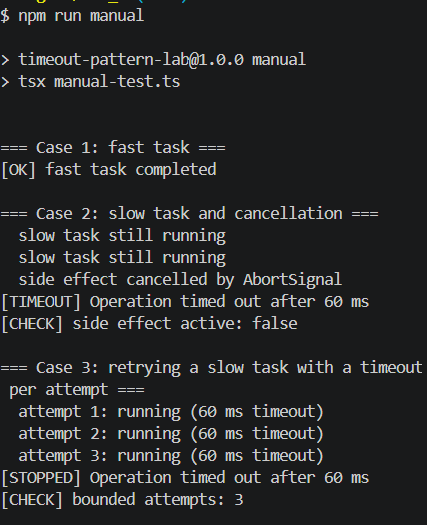 $ npm run manual
> timeout-pattern-lab@1.0.0 manual
> tsx manual-test.ts
=== Case 1: fast task ===
[OK] fast task completed
=== Case 2: slow task and cancellation ===
  slow task still running
  slow task still running
  side effect cancelled by AbortSignal
[TIMEOUT] Operation timed out after 60 ms
[CHECK] side effect active: false
=== Case 3: retrying a slow task with a timeout
 per attempt ===
  attempt 1: running (60 ms timeout)
  attempt 2: running (60 ms timeout)
  attempt 3: running (60 ms timeout)
[STOPPED] Operation timed out after 60 ms
[CHECK] bounded attempts: 3